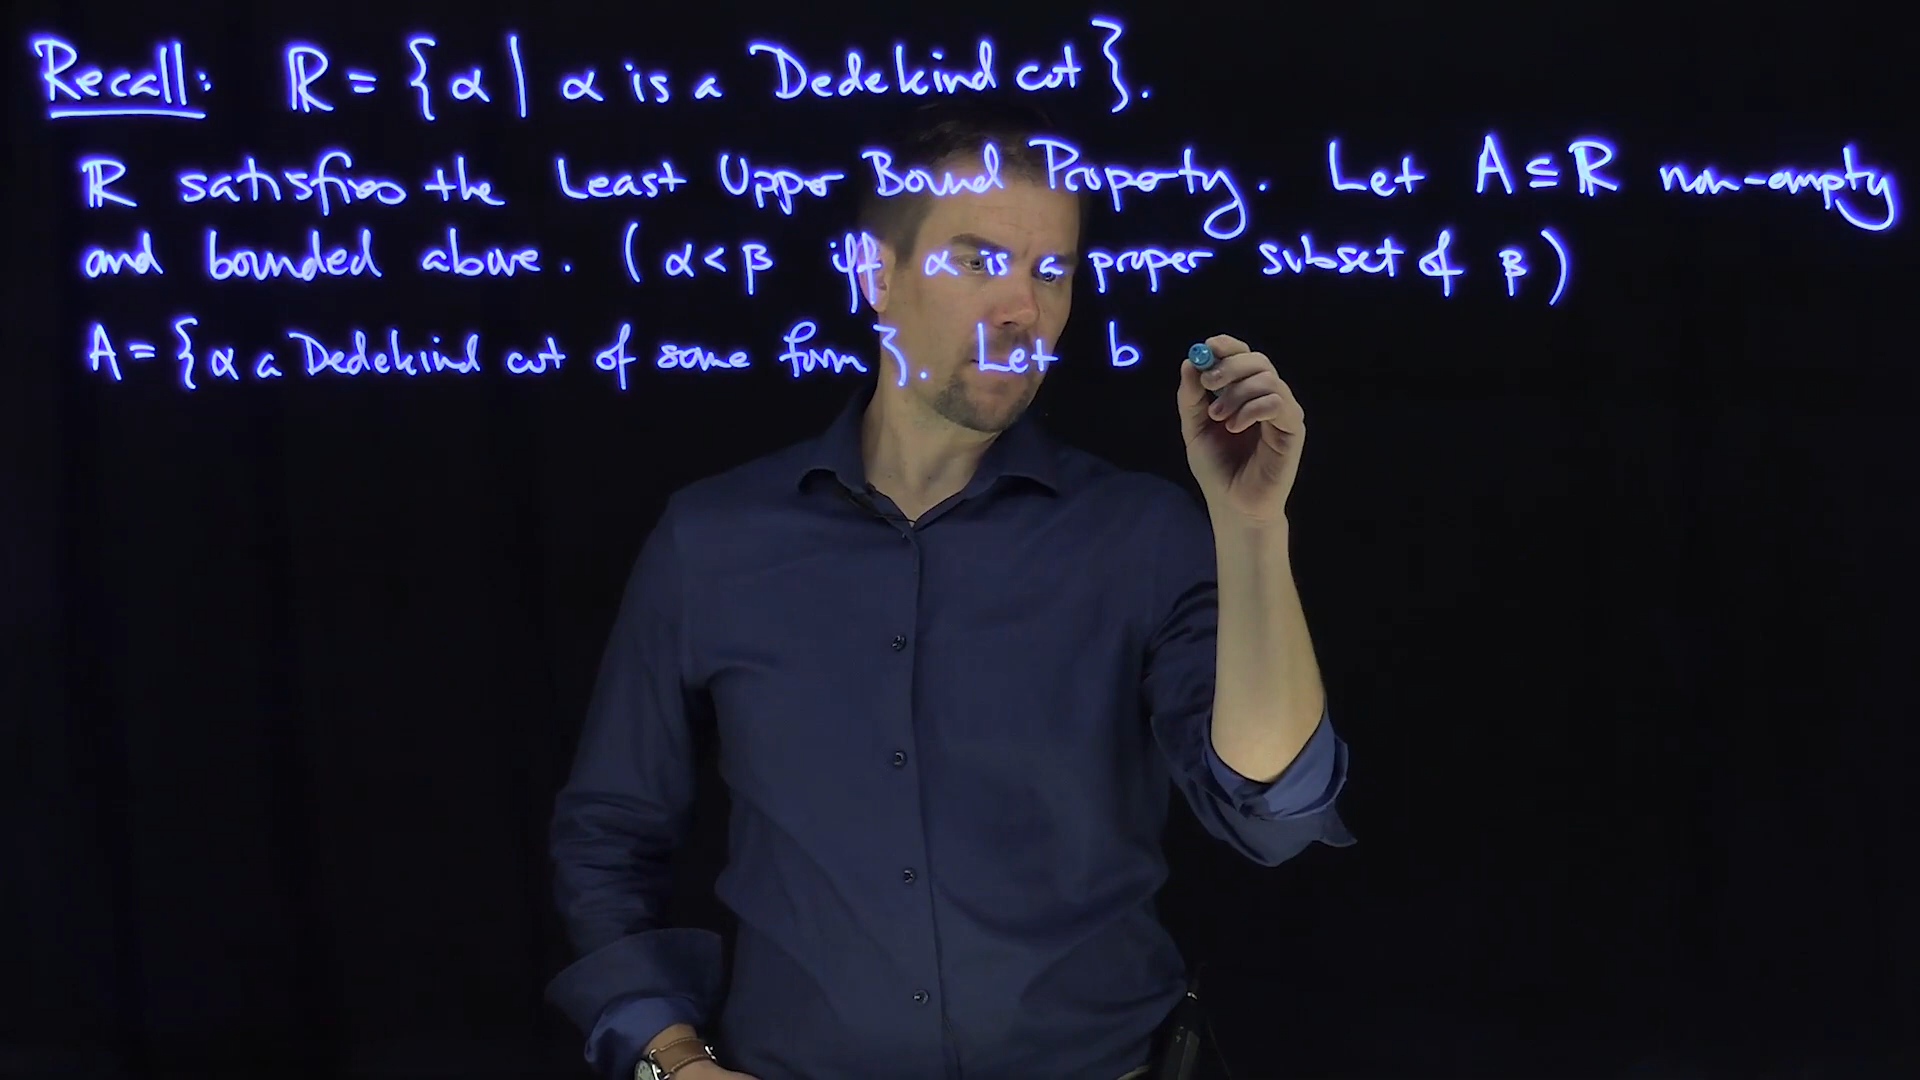 Recall: ℝ = { α | α is a Dedekind cut }.
ℝ satisfies the Least Upper Bound Property. Let A ⊆ ℝ non-empty
and bounded above. ( α < β iff α is a proper subset of β )
A = { α a Dedekind cut of some form }. Let b